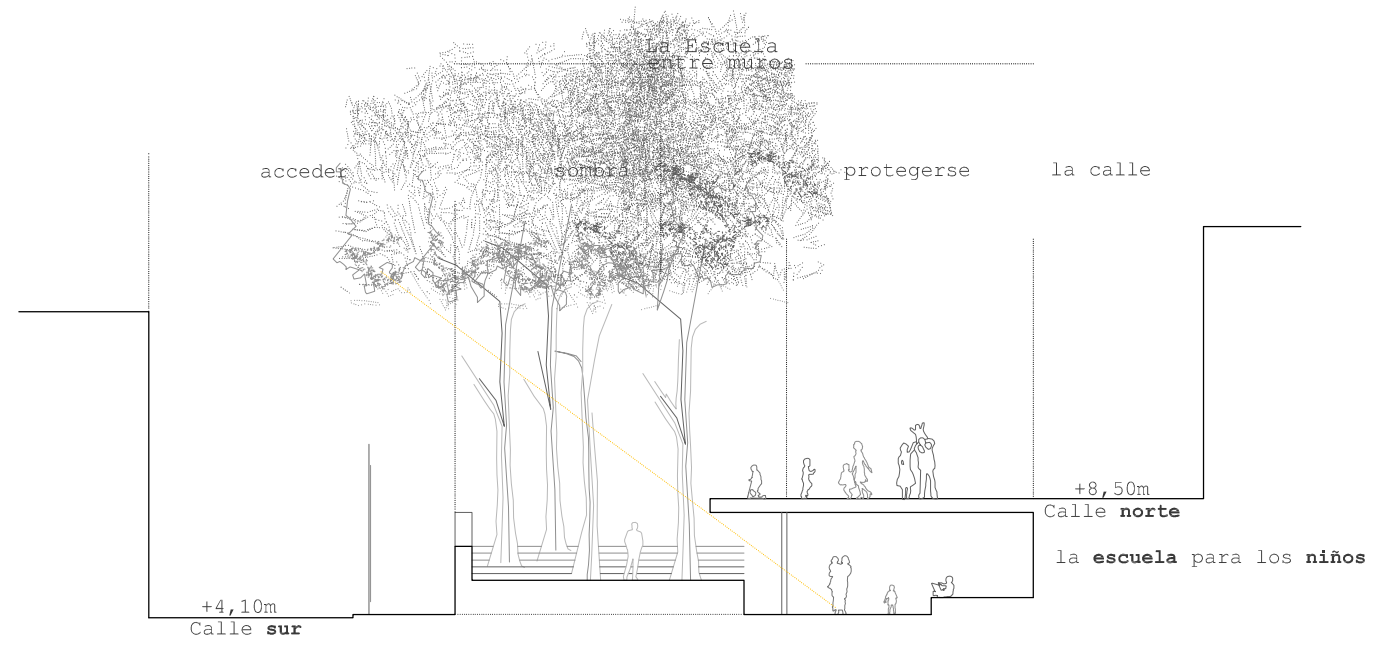 La Escuela
entre muros
acceder
sombra
protegerse
la calle
+8,50m
Calle norte
la escuela para los niños
+4,10m
Calle sur